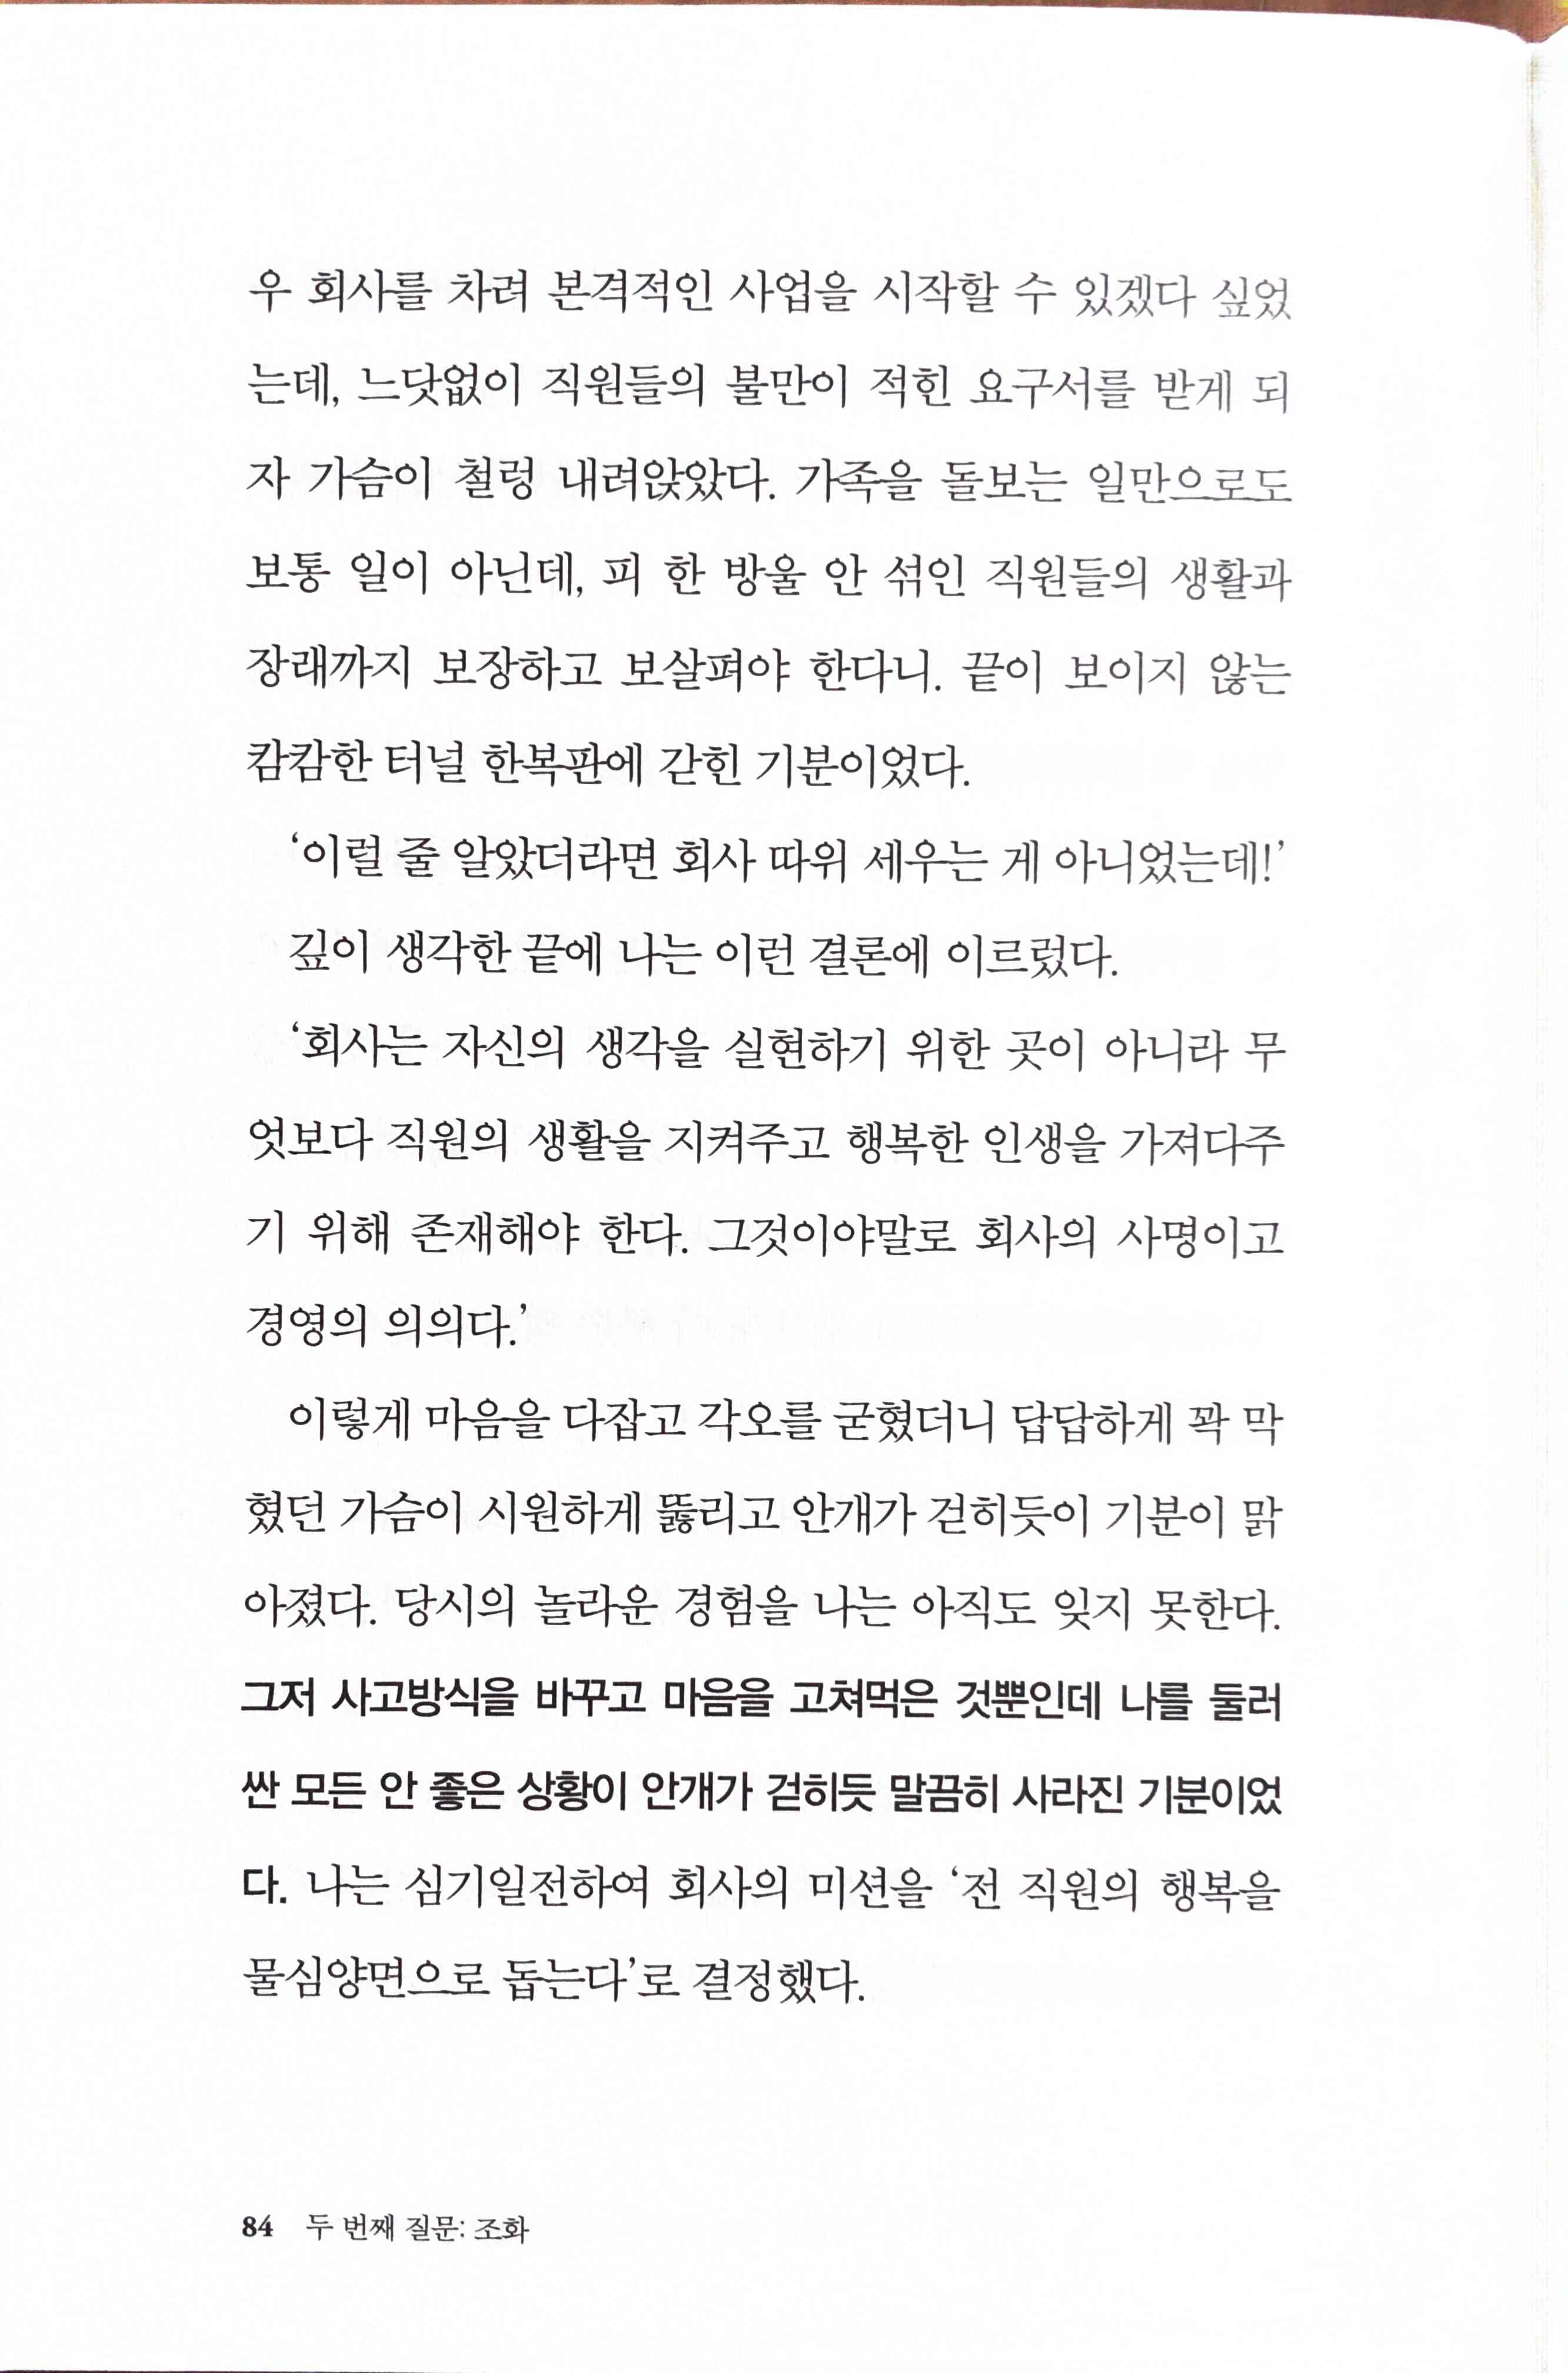 우 회사를 차려 본격적인 사업을 시작할 수 있겠다 싶었
는데, 느닷없이 직원들의 불만이 적힌 요구서를 받게 되
자 가슴이 철렁 내려앉았다. 가족을 돌보는 일만으로도
보통 일이 아닌데, 피 한 방울 안 섞인 직원들의 생활과
장래까지 보장하고 보살펴야 한다니. 끝이 보이지 않는
캄캄한 터널 한복판에 갇힌 기분이었다.
‘이럴 줄 알았더라면 회사 따위 세우는 게 아니었는데!’
깊이 생각한 끝에 나는 이런 결론에 이르렀다.
‘회사는 자신의 생각을 실현하기 위한 곳이 아니라 무
엇보다 직원의 생활을 지켜주고 행복한 인생을 가져다주
기 위해 존재해야 한다. 그것이야말로 회사의 사명이고
경영의 의의다.’
이렇게 마음을 다잡고 각오를 굳혔더니 답답하게 꽉 막
혔던 가슴이 시원하게 뚫리고 안개가 걷히듯이 기분이 맑
아졌다. 당시의 놀라운 경험을 나는 아직도 잊지 못한다.
그저 사고방식을 바꾸고 마음을 고쳐먹은 것뿐인데 나를 둘러
싼 모든 안 좋은 상황이 안개가 걷히듯 말끔히 사라진 기분이었
다. 나는 심기일전하여 회사의 미션을 ‘전 직원의 행복을
물심양면으로 돕는다’로 결정했다.
84 두 번째 질문: 조화